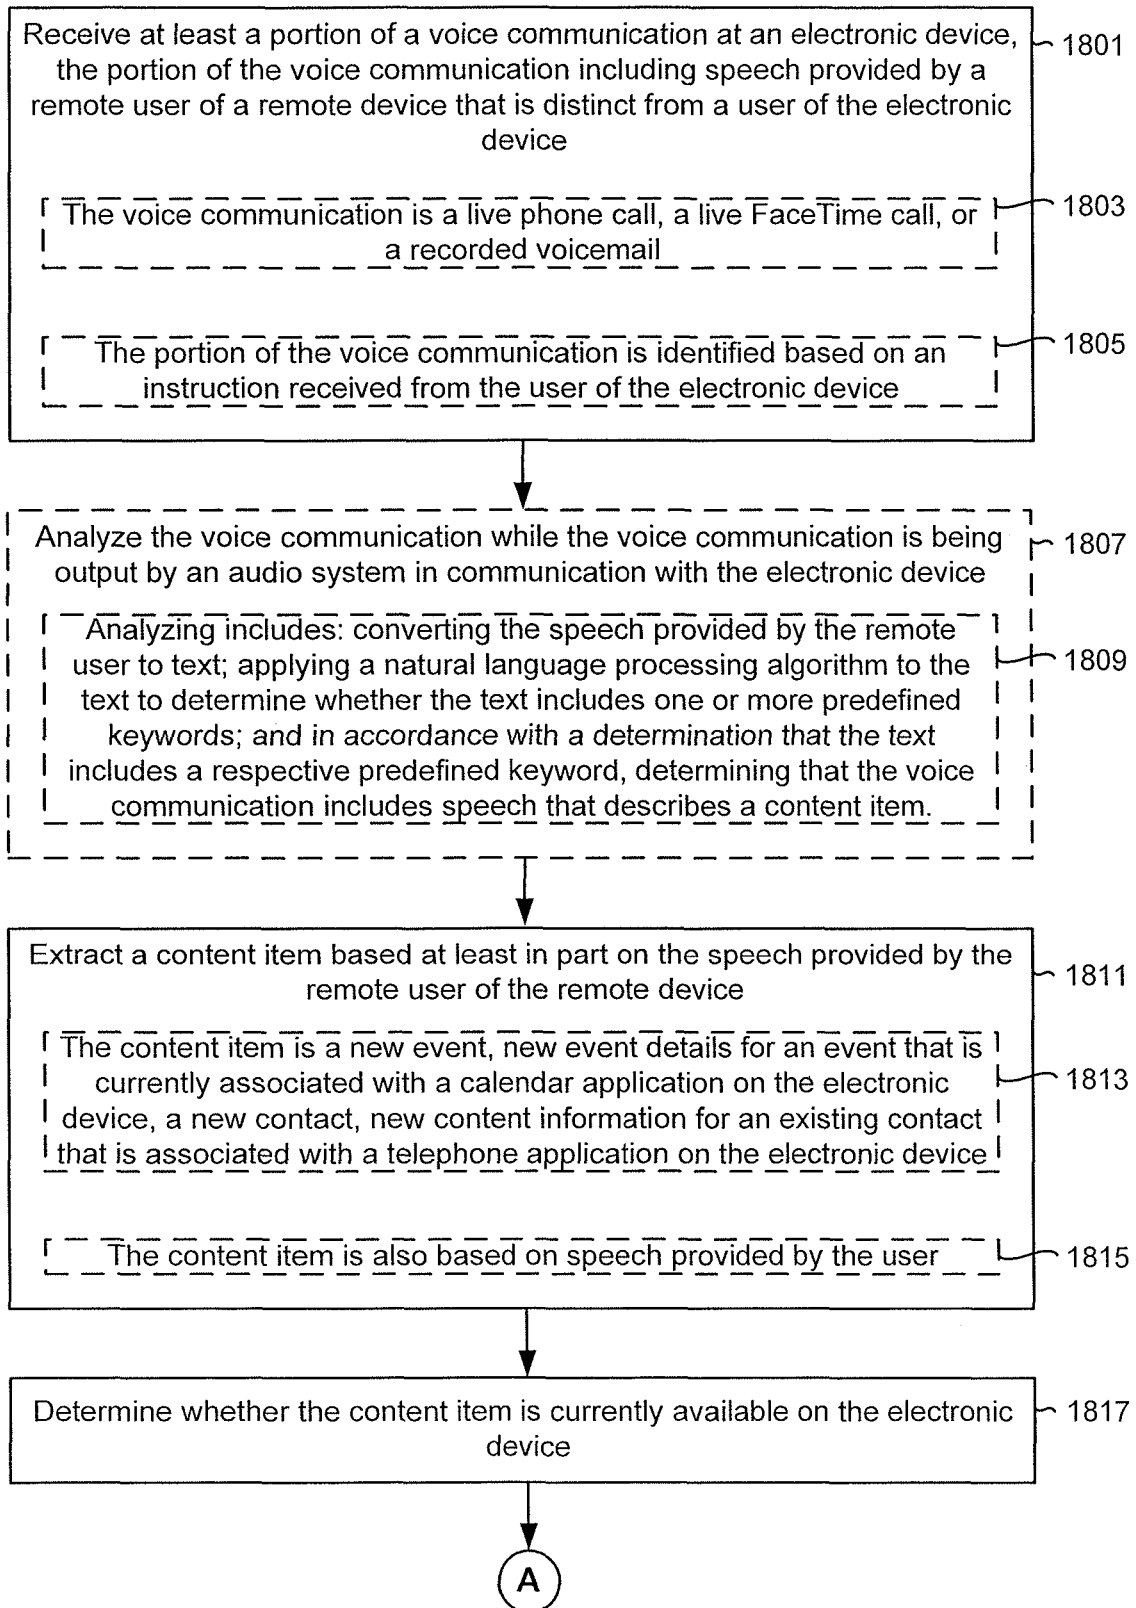 Receive at least a portion of a voice communication at an electronic device,
the portion of the voice communication including speech provided by a
remote user of a remote device that is distinct from a user of the electronic
device
1801
The voice communication is a live phone call, a live FaceTime call, or
a recorded voicemail
1803
The portion of the voice communication is identified based on an
instruction received from the user of the electronic device
1805
Analyze the voice communication while the voice communication is being
output by an audio system in communication with the electronic device
1807
Analyzing includes: converting the speech provided by the remote
user to text; applying a natural language processing algorithm to the
text to determine whether the text includes one or more predefined
keywords; and in accordance with a determination that the text
includes a respective predefined keyword, determining that the voice
communication includes speech that describes a content item.
1809
Extract a content item based at least in part on the speech provided by the
remote user of the remote device
1811
The content item is a new event, new event details for an event that is
currently associated with a calendar application on the electronic
device, a new contact, new content information for an existing contact
that is associated with a telephone application on the electronic device
1813
The content item is also based on speech provided by the user
1815
Determine whether the content item is currently available on the electronic
device
1817
A